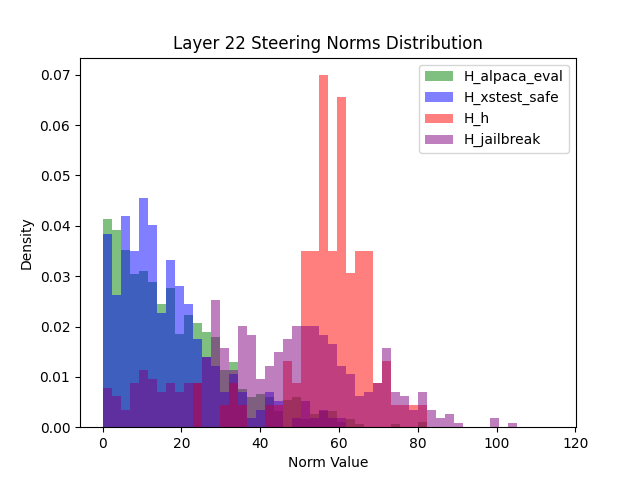 Layer 22 Steering Norms Distribution
H_alpaca_eval
H_xstest_safe
H_h
H_jailbreak
0.07
0.06
0.05
0.04
0.03
0.02
0.01
0.00
Density
0 20 40 60 80 100 120
Norm Value